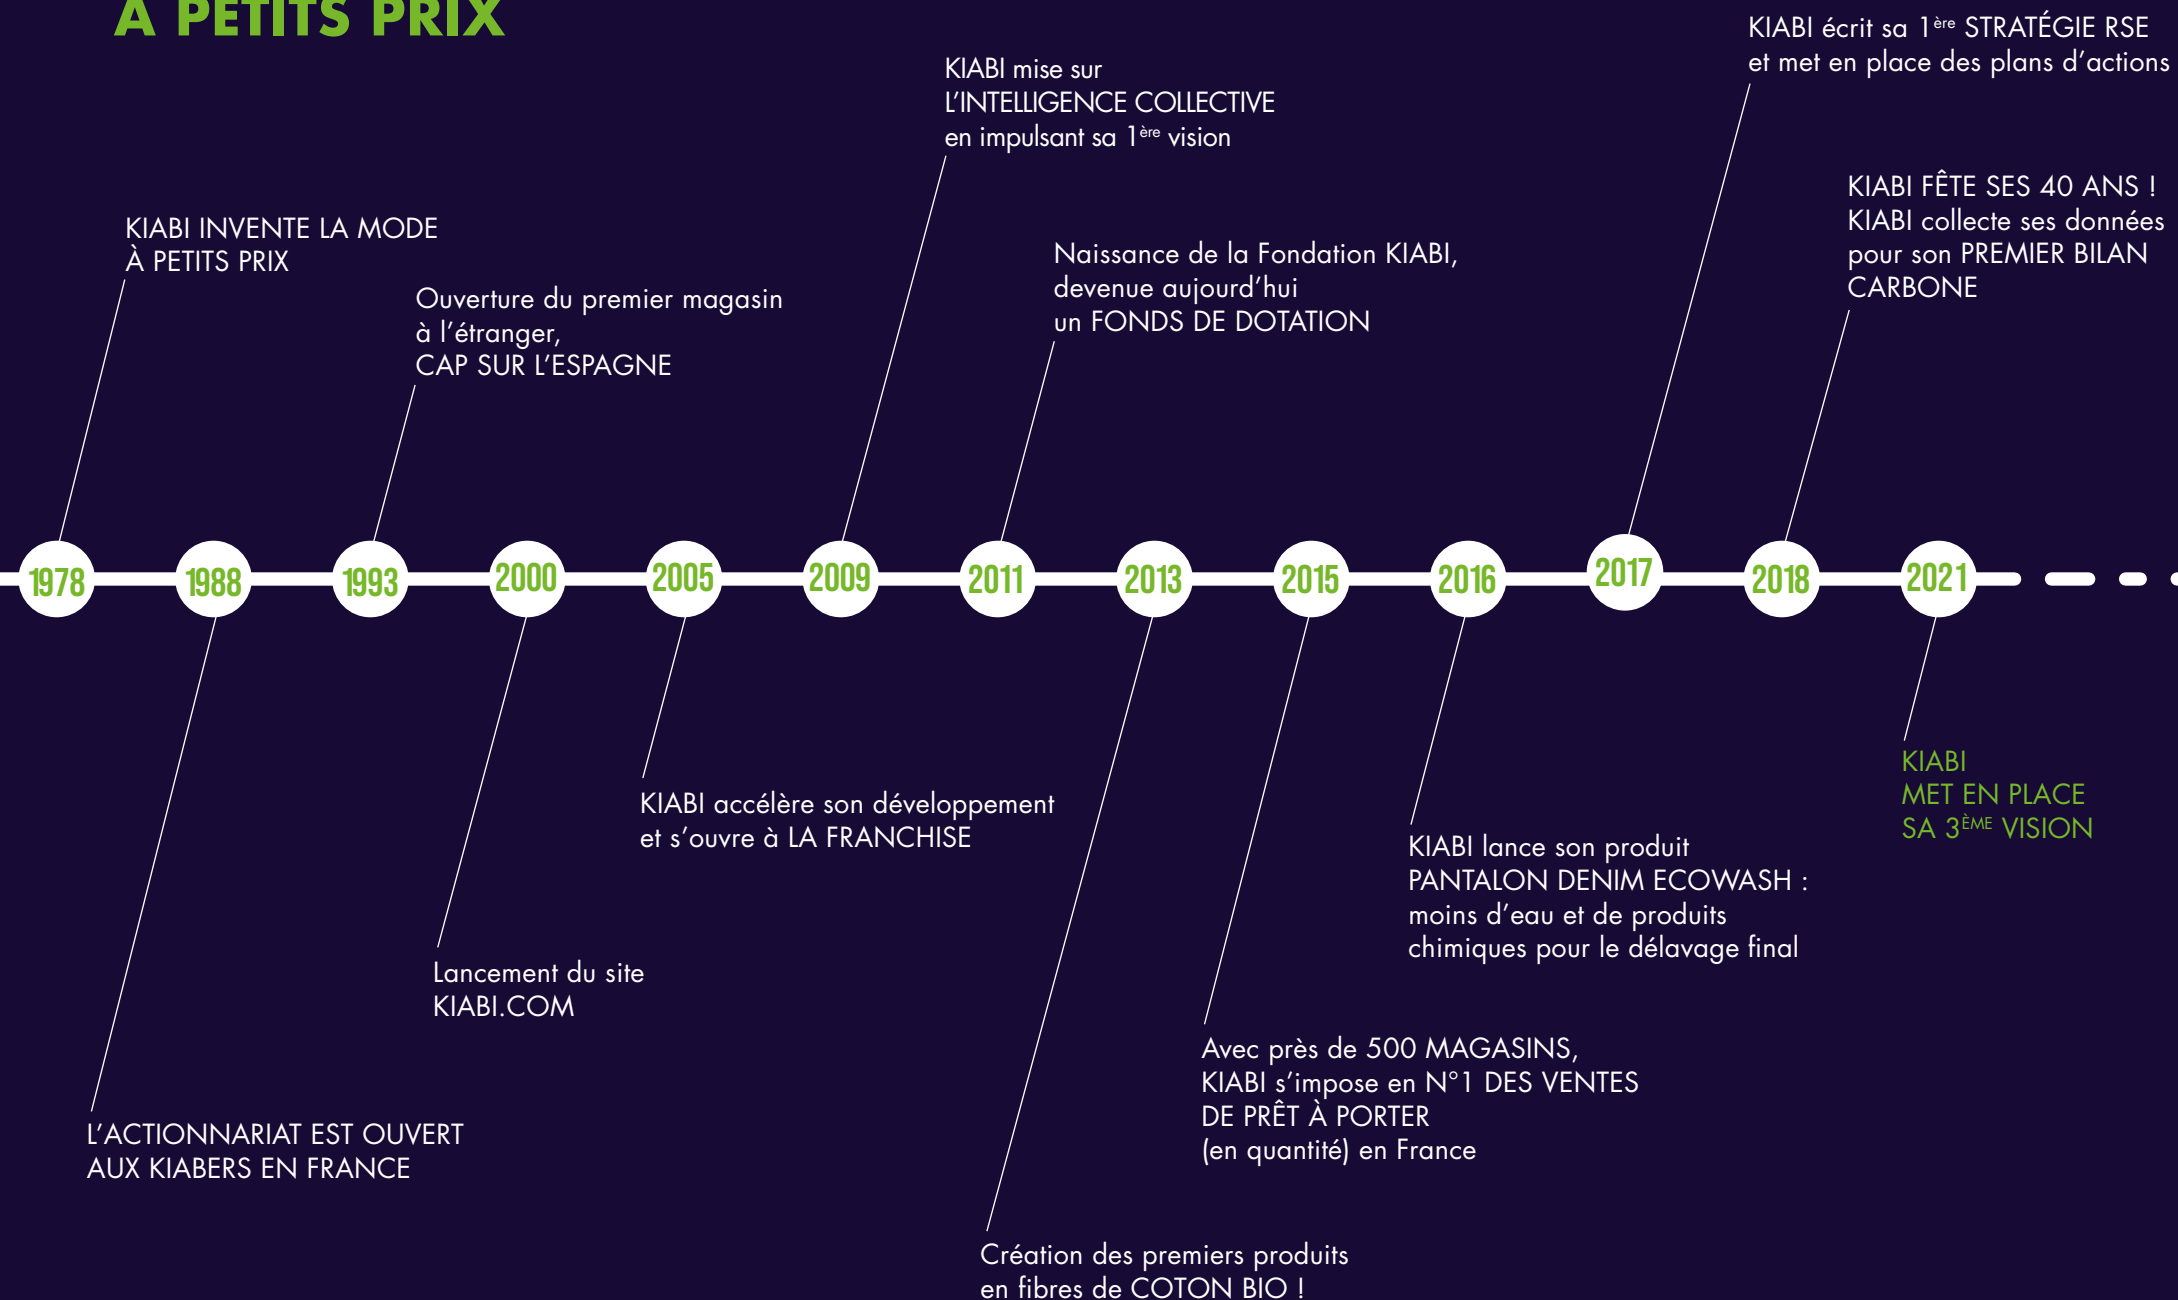 À PETITS PRIX
KIABI INVENTE LA MODE
À PETITS PRIX
Ouverture du premier magasin
à l’étranger,
CAP SUR L’ESPAGNE
KIABI mise sur
L’INTELLIGENCE COLLECTIVE
en impulsant sa 1ère vision
Naissance de la Fondation KIABI,
devenue aujourd’hui
un FONDS DE DOTATION
KIABI écrit sa 1ère STRATÉGIE RSE
et met en place des plans d’actions
KIABI FÊTE SES 40 ANS !
KIABI collecte ses données
pour son PREMIER BILAN
CARBONE
1978
1988
1993
2000
2005
2009
2011
2013
2015
2016
2017
2018
2021
L’ACTIONNARIAT EST OUVERT
AUX KIABERS EN FRANCE
Lancement du site
KIABI.COM
KIABI accélère son développement
et s’ouvre à LA FRANCHISE
Création des premiers produits
en fibres de COTON BIO !
Avec près de 500 MAGASINS,
KIABI s’impose en N°1 DES VENTES
DE PRÊT À PORTER
(en quantité) en France
KIABI lance son produit
PANTALON DENIM ECOWASH :
moins d’eau et de produits
chimiques pour le délavage final
KIABI
MET EN PLACE
SA 3ÈME VISION